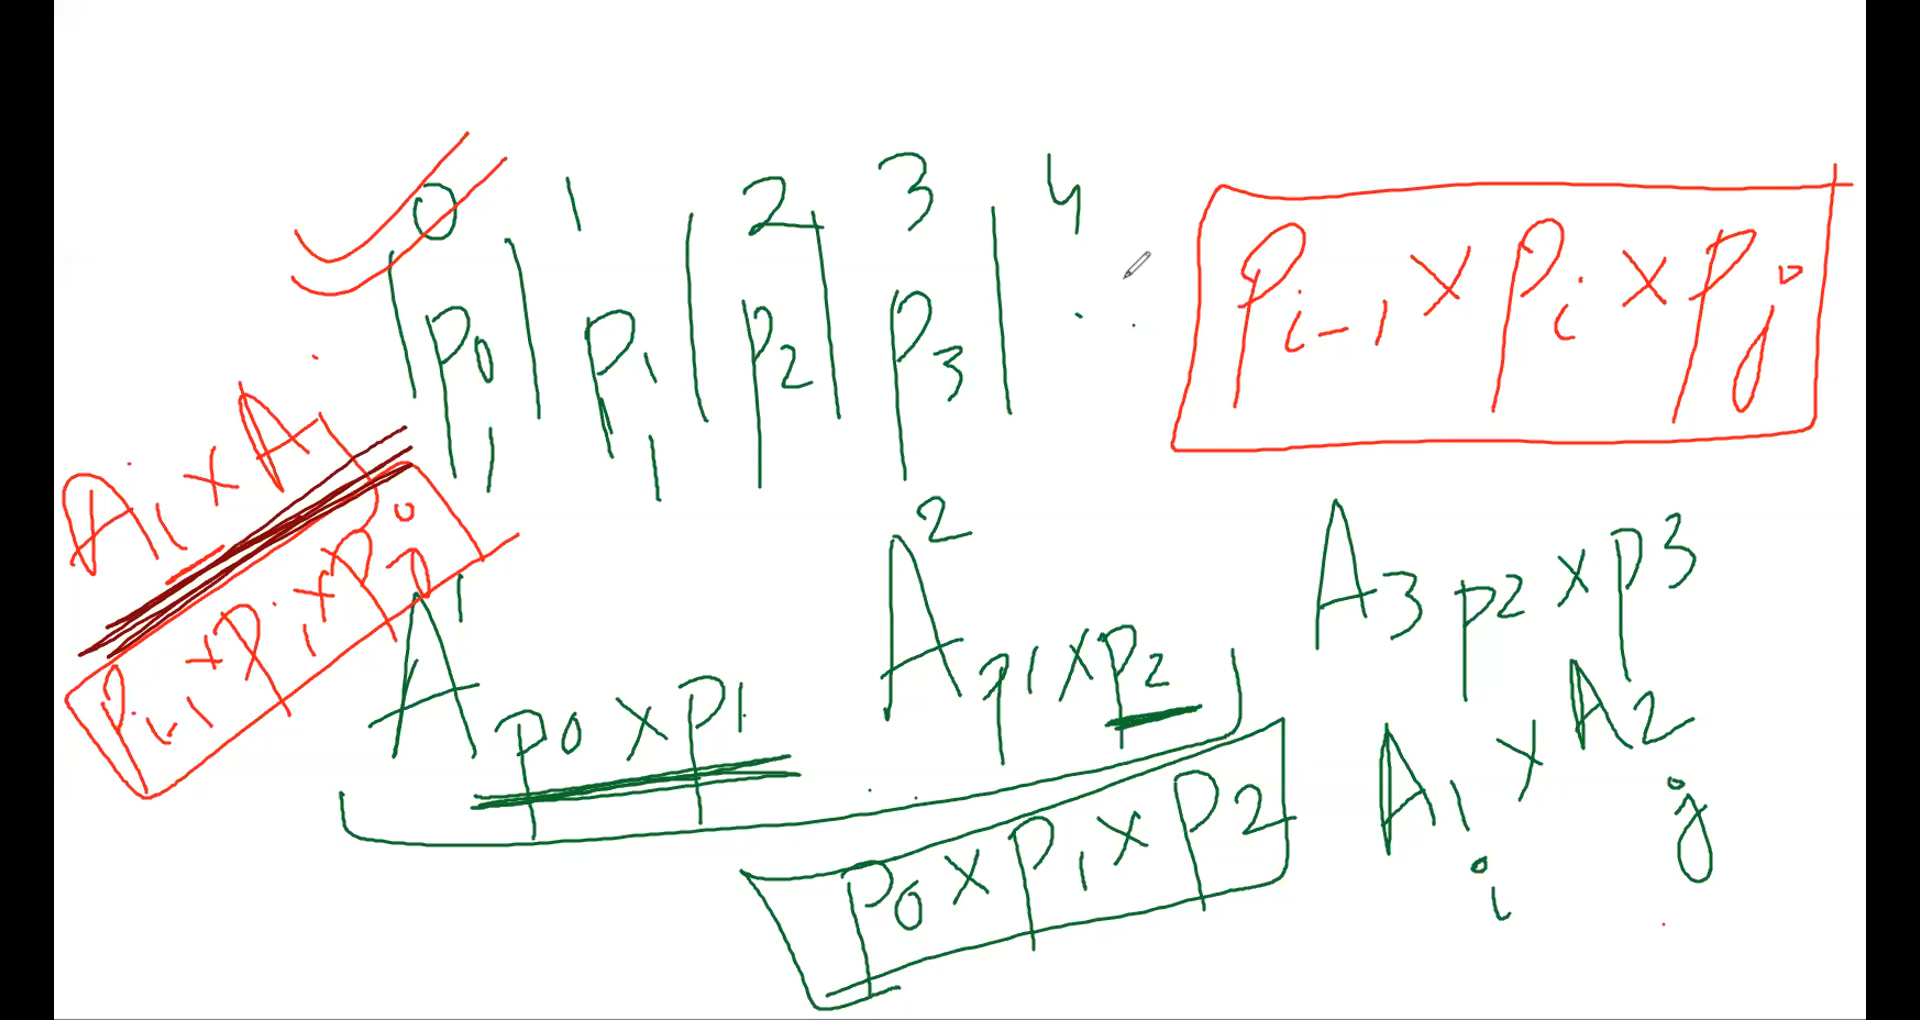 0 1 2 3 4
P0 P1 P2 P3 . .
Pi-1 × Pi × Pj
A1 × A
Pi-1 × Pi × Pj
A1 P0 × P1
A2 P1 × P2
A3 P2 × P3
A1 × A2
i j
P0 × P1 × P2